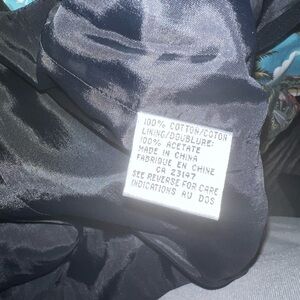 100% COTTON/COTON
LINING/DOUBLURE:
100% ACETATE
MADE IN CHINA
FABRIQUE EN CHINE
CA 23147
SEE REVERSE FOR CARE
INDICATIONS AU DOS